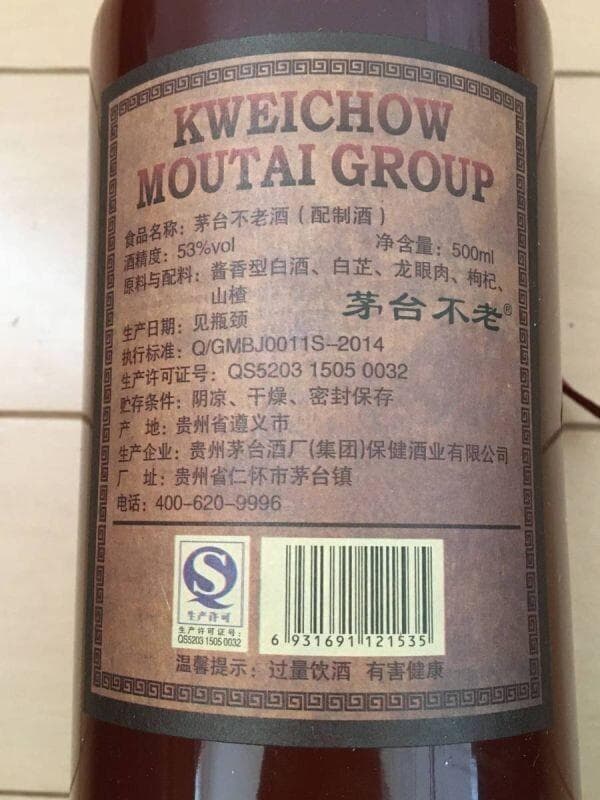 KWEICHOW
MOUTAI GROUP
食品名称：茅台不老酒（配制酒）
酒精度：53%vol 净含量：500ml
原料与配料：酱香型白酒、白芷、龙眼肉、枸杞、
山楂
茅台不老®
生产日期：见瓶颈
执行标准：Q/GMBJ0011S-2014
生产许可证号：QS5203 1505 0032
贮存条件：阴凉、干燥、密封保存
产 地：贵州省遵义市
生产企业：贵州茅台酒厂(集团)保健酒业有限公司
厂 址：贵州省仁怀市茅台镇
电话：400-620-9996
QS
生产许可
生产许可证号：
QS5203 1505 0032
6 931691 121535
温馨提示：过量饮酒 有害健康